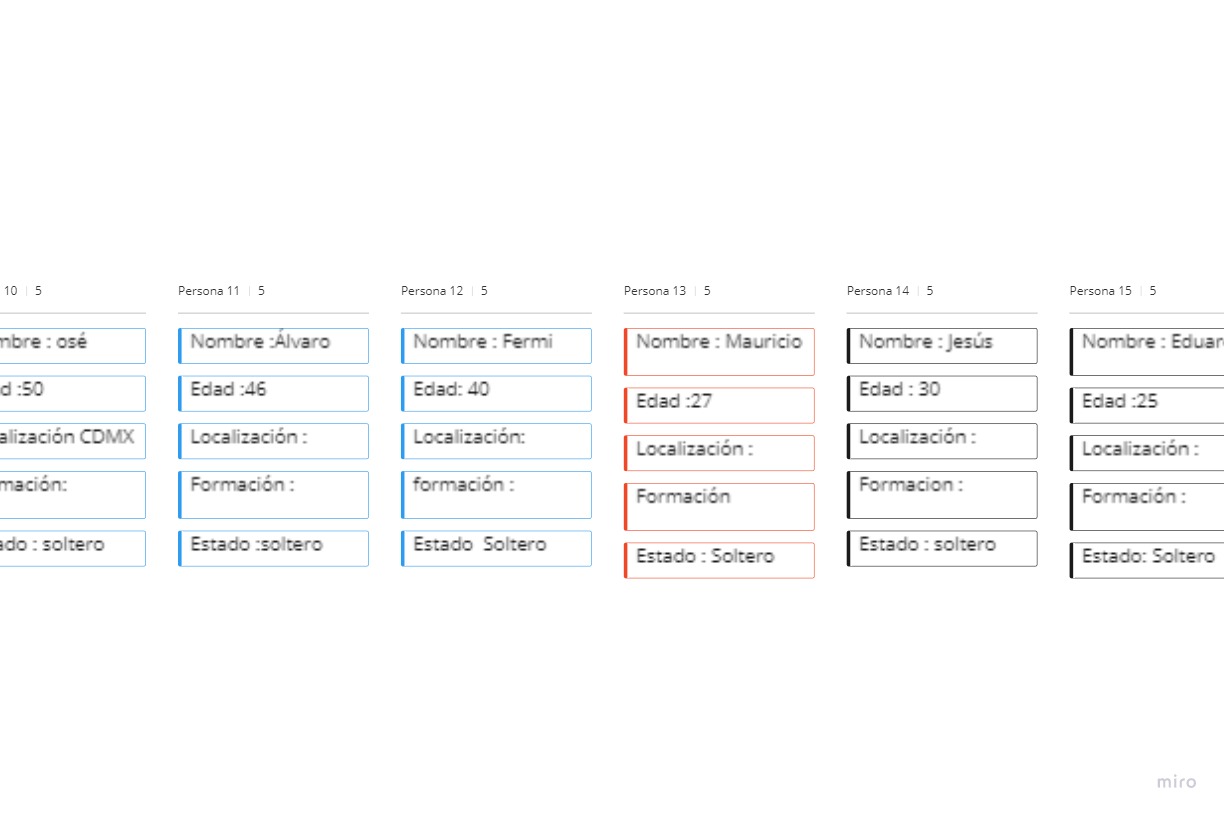 10 | 5
mbre : osé
d :50
alización CDMX
mación:
ado : soltero
Persona 11 | 5
Nombre :Álvaro
Edad :46
Localización :
Formación :
Estado :soltero
Persona 12 | 5
Nombre : Fermi
Edad: 40
Localización:
formación :
Estado  Soltero
Persona 13 | 5
Nombre : Mauricio
Edad :27
Localización :
Formación
Estado : Soltero
Persona 14 | 5
Nombre : Jesús
Edad : 30
Localización :
Formacion :
Estado : soltero
Persona 15 | 5
Nombre : Eduar
Edad :25
Localización :
Formación :
Estado: Soltero
miro